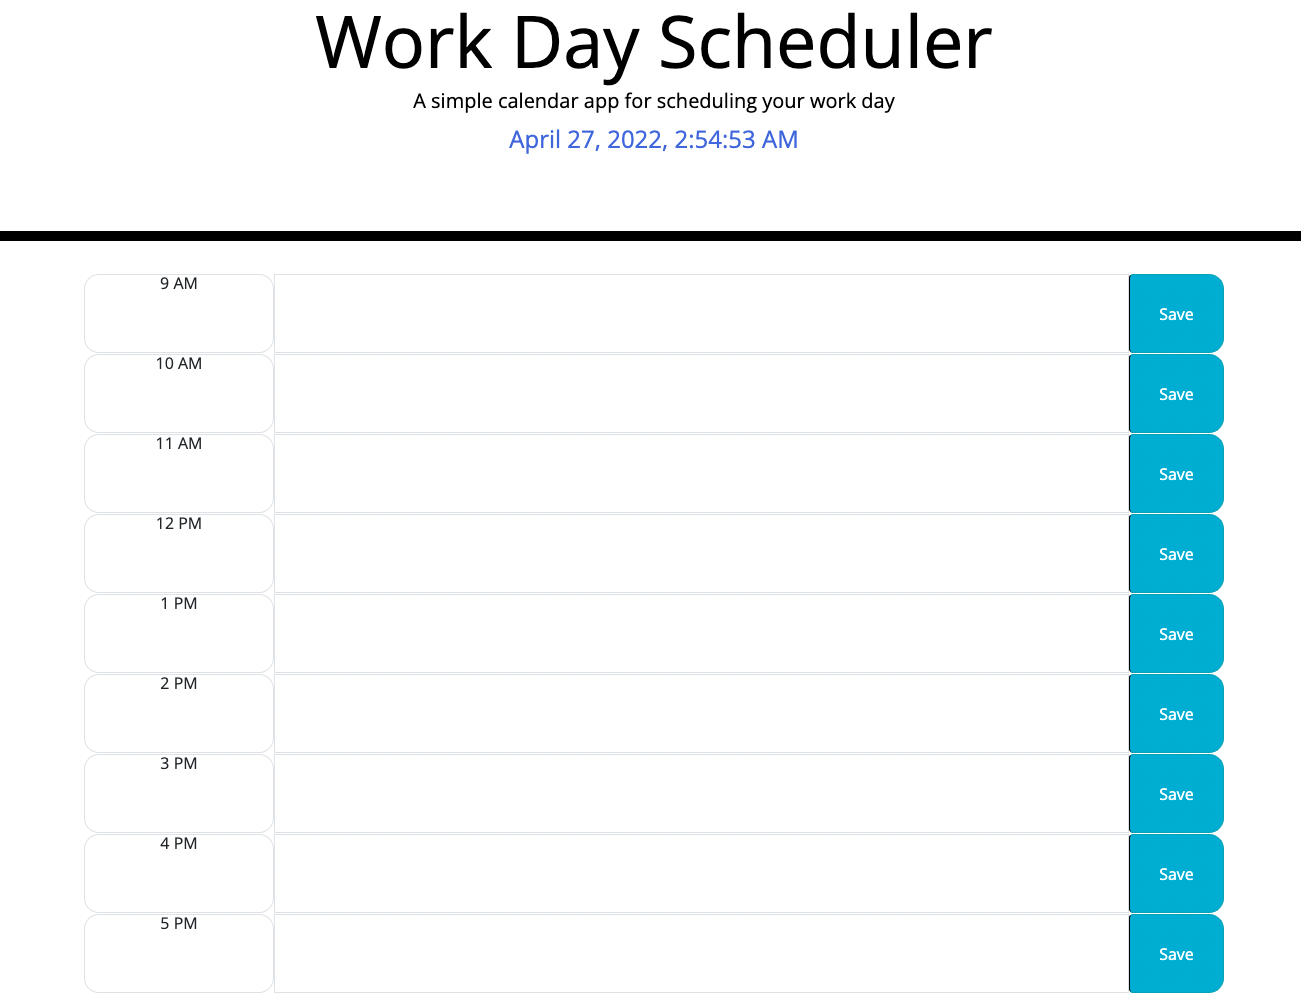 Work Day Scheduler
A simple calendar app for scheduling your work day
April 27, 2022, 2:54:53 AM
9 AM
Save
10 AM
Save
11 AM
Save
12 PM
Save
1 PM
Save
2 PM
Save
3 PM
Save
4 PM
Save
5 PM
Save